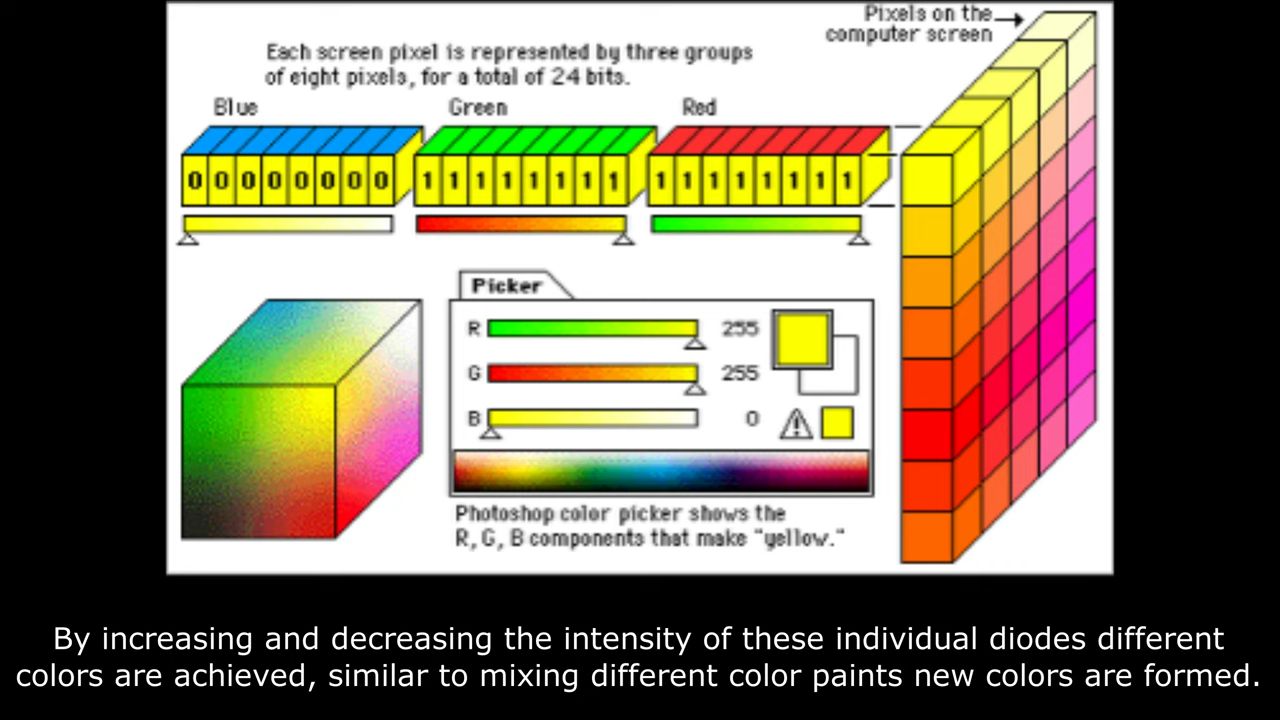 Pixels on the
computer screen
Each screen pixel is represented by three groups
of eight pixels, for a total of 24 bits.
Blue Green Red
0 0 0 0 0 0 0 0 1 1 1 1 1 1 1 1 1 1 1 1 1 1 1 1
Picker
R 255
G 255
B 0
Photoshop color picker shows the
R, G, B components that make "yellow."
By increasing and decreasing the intensity of these individual diodes different
colors are achieved, similar to mixing different color paints new colors are formed.